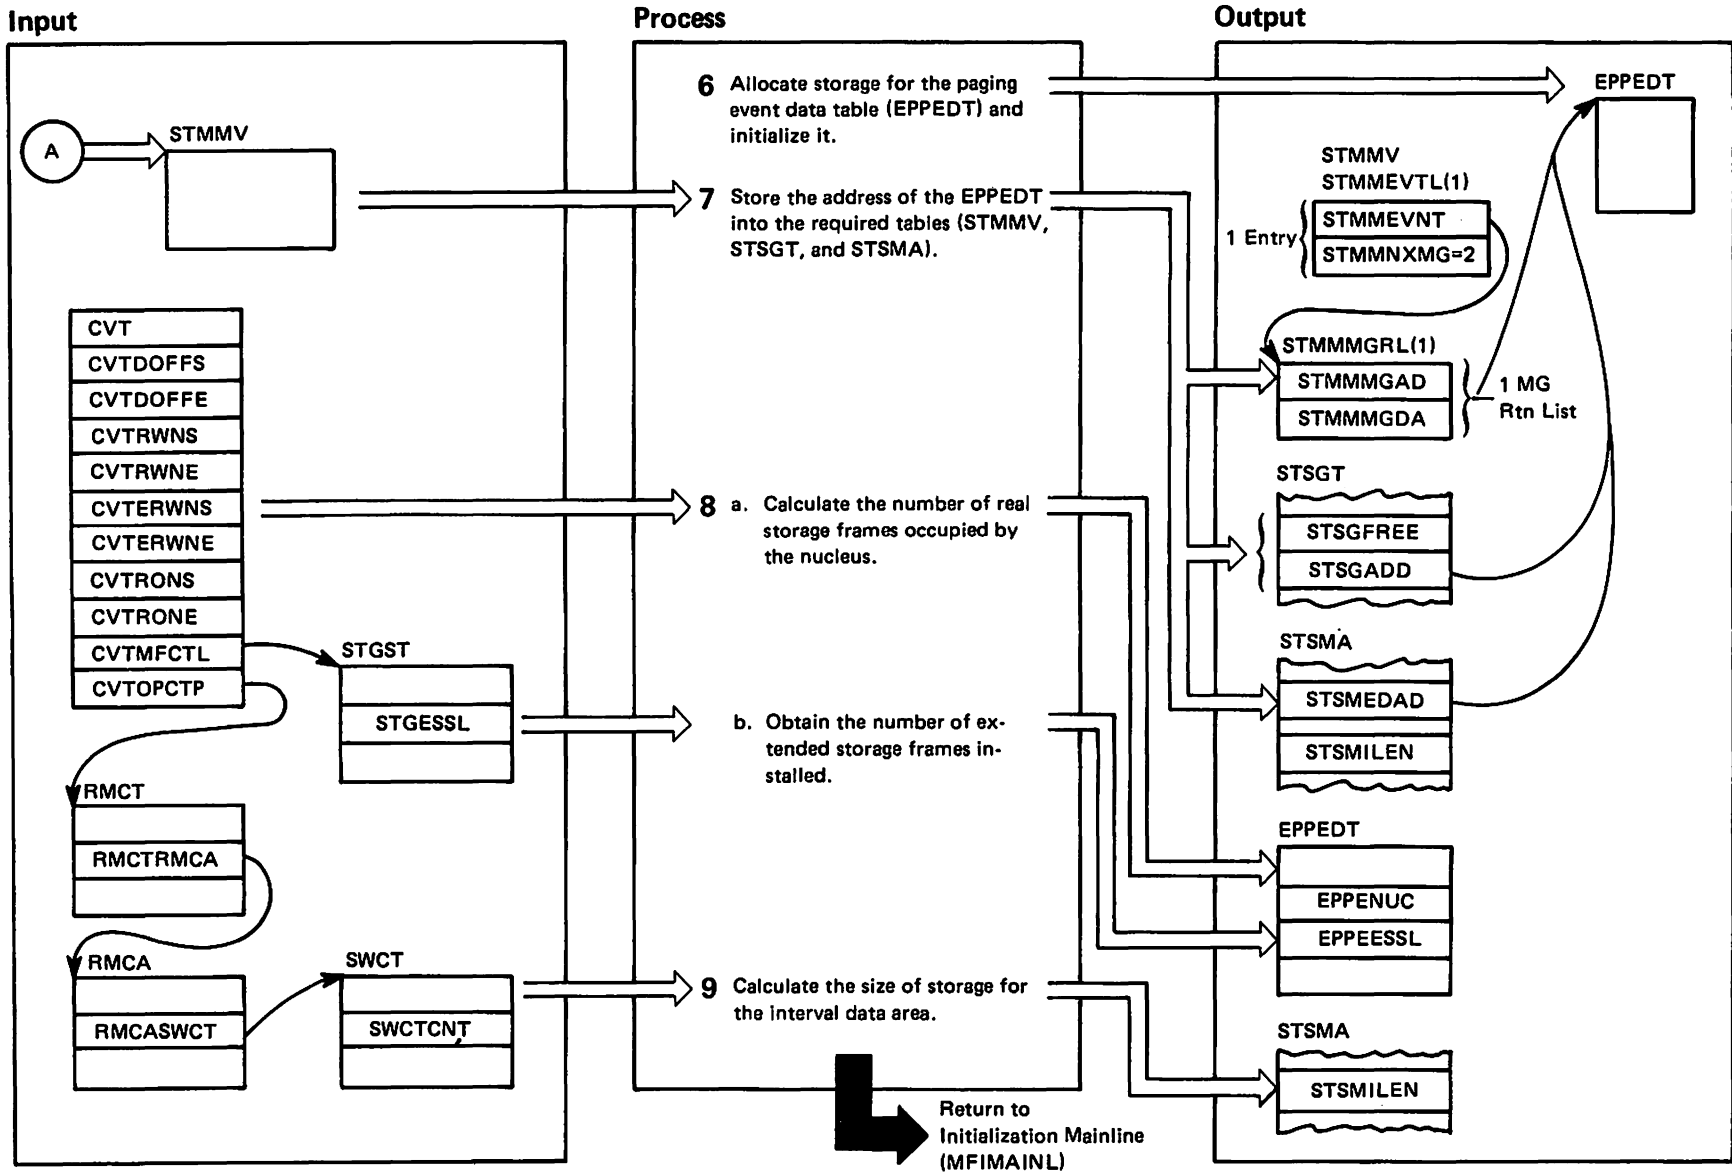 Input
A
STMMV
CVT
CVTDOFFS
CVTDOFFE
CVTRWNS
CVTRWNE
CVTERWNS
CVTERWNE
CVTRONS
CVTRONE
CVTMFCTL
CVTOPCTP
STGST
STGESSL
RMCT
RMCTRMCA
RMCA
RMCASWCT
SWCT
SWCTCNT
Process
6 Allocate storage for the paging
event data table (EPPEDT) and
initialize it.
7 Store the address of the EPPEDT
into the required tables (STMMV,
STSGT, and STSMA).
8 a. Calculate the number of real
storage frames occupied by
the nucleus.
b. Obtain the number of ex-
tended storage frames in-
stalled.
9 Calculate the size of storage for
the interval data area.
Return to
Initialization Mainline
(MFIMAINL)
Output
EPPEDT
STMMV
STMMEVTL(1)
1 Entry
STMMEVNT
STMMNXMG=2
STMMMGRL(1)
STMMMGAD
STMMMGDA
1 MG
Rtn List
STSGT
STSGFREE
STSGADD
STSMA
STSMEDAD
STSMILEN
EPPEDT
EPPENUC
EPPEESSL
STSMA
STSMILEN